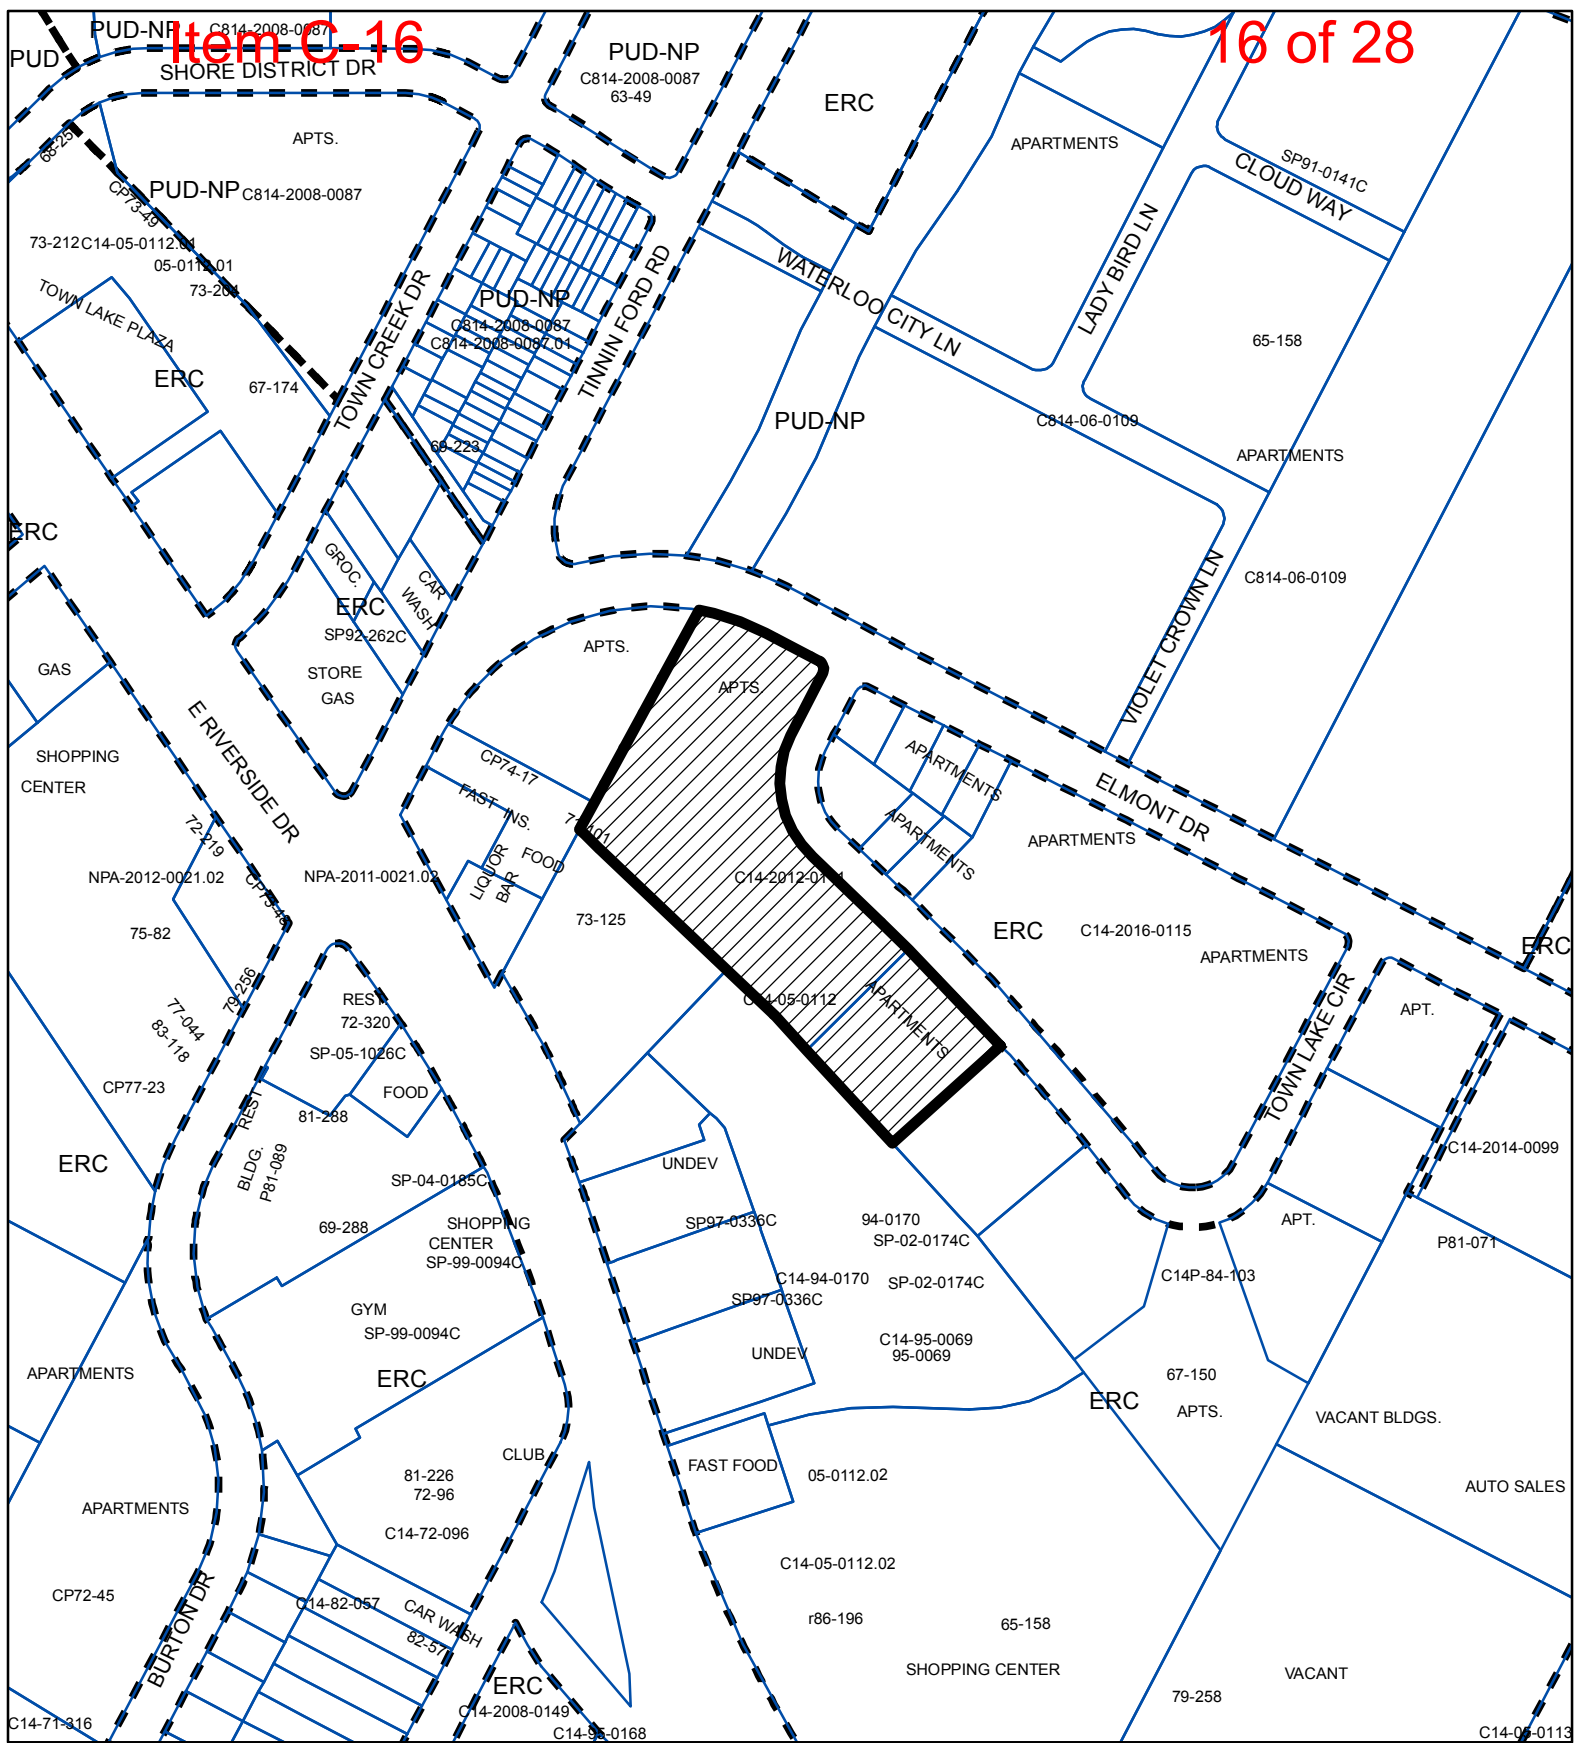 Item C-16
16 of 28
PUD-NP
C814-2008-0087
PUD
SHORE DISTRICT DR
PUD-NP
C814-2008-0087
63-49
ERC
APARTMENTS
SP91-0141C
CLOUD WAY
68-25
APTS.
PUD-NP
C814-2008-0087
CP73-49
73-212
C14-05-0112.01
05-0112.01
73-204
TOWN LAKE PLAZA
ERC
67-174
TOWN CREEK DR
PUD-NP
C814-2008-0087
C814-2008-0087.01
69-223
TINNIN FORD RD
WATERLOO CITY LN
LADY BIRD LN
65-158
PUD-NP
C814-06-0109
APARTMENTS
ERC
GROC.
CAR
WASH
ERC
SP92-262C
STORE
GAS
C814-06-0109
VIOLET CROWN LN
APTS.
APTS.
GAS
SHOPPING
CENTER
E RIVERSIDE DR
CP74-17
FAST
INS.
FOOD
LIQUOR
BAR
APARTMENTS
APARTMENTS
ELMONT DR
APARTMENTS
72-219
NPA-2012-0021.02
NPA-2011-0021.02
75-82
73-125
ERC
C14-2016-0115
APARTMENTS
ERC
79-256
77-044
83-118
CP77-23
REST.
72-320
SP-05-1026C
FOOD
81-288
REST
BLDG.
P81-089
C14-05-0112
APARTMENTS
TOWN LAKE CIR
APT.
C14-2014-0099
ERC
UNDEV
SP-04-0185C
69-288
SHOPPING
CENTER
SP-99-0094C
SP97-0336C
94-0170
SP-02-0174C
APT.
P81-071
C14-94-0170
SP-02-0174C
SP97-0336C
C14P-84-103
GYM
SP-99-0094C
C14-95-0069
95-0069
UNDEV
APARTMENTS
ERC
67-150
ERC
APTS.
VACANT BLDGS.
CLUB
81-226
72-96
FAST FOOD
05-0112.02
AUTO SALES
APARTMENTS
C14-72-096
C14-05-0112.02
CP72-45
C14-82-057
CAR WASH
82-57
r86-196
65-158
BURTON DR
SHOPPING CENTER
VACANT
ERC
C14-2008-0149
79-258
C14-71-316
C14-95-0168